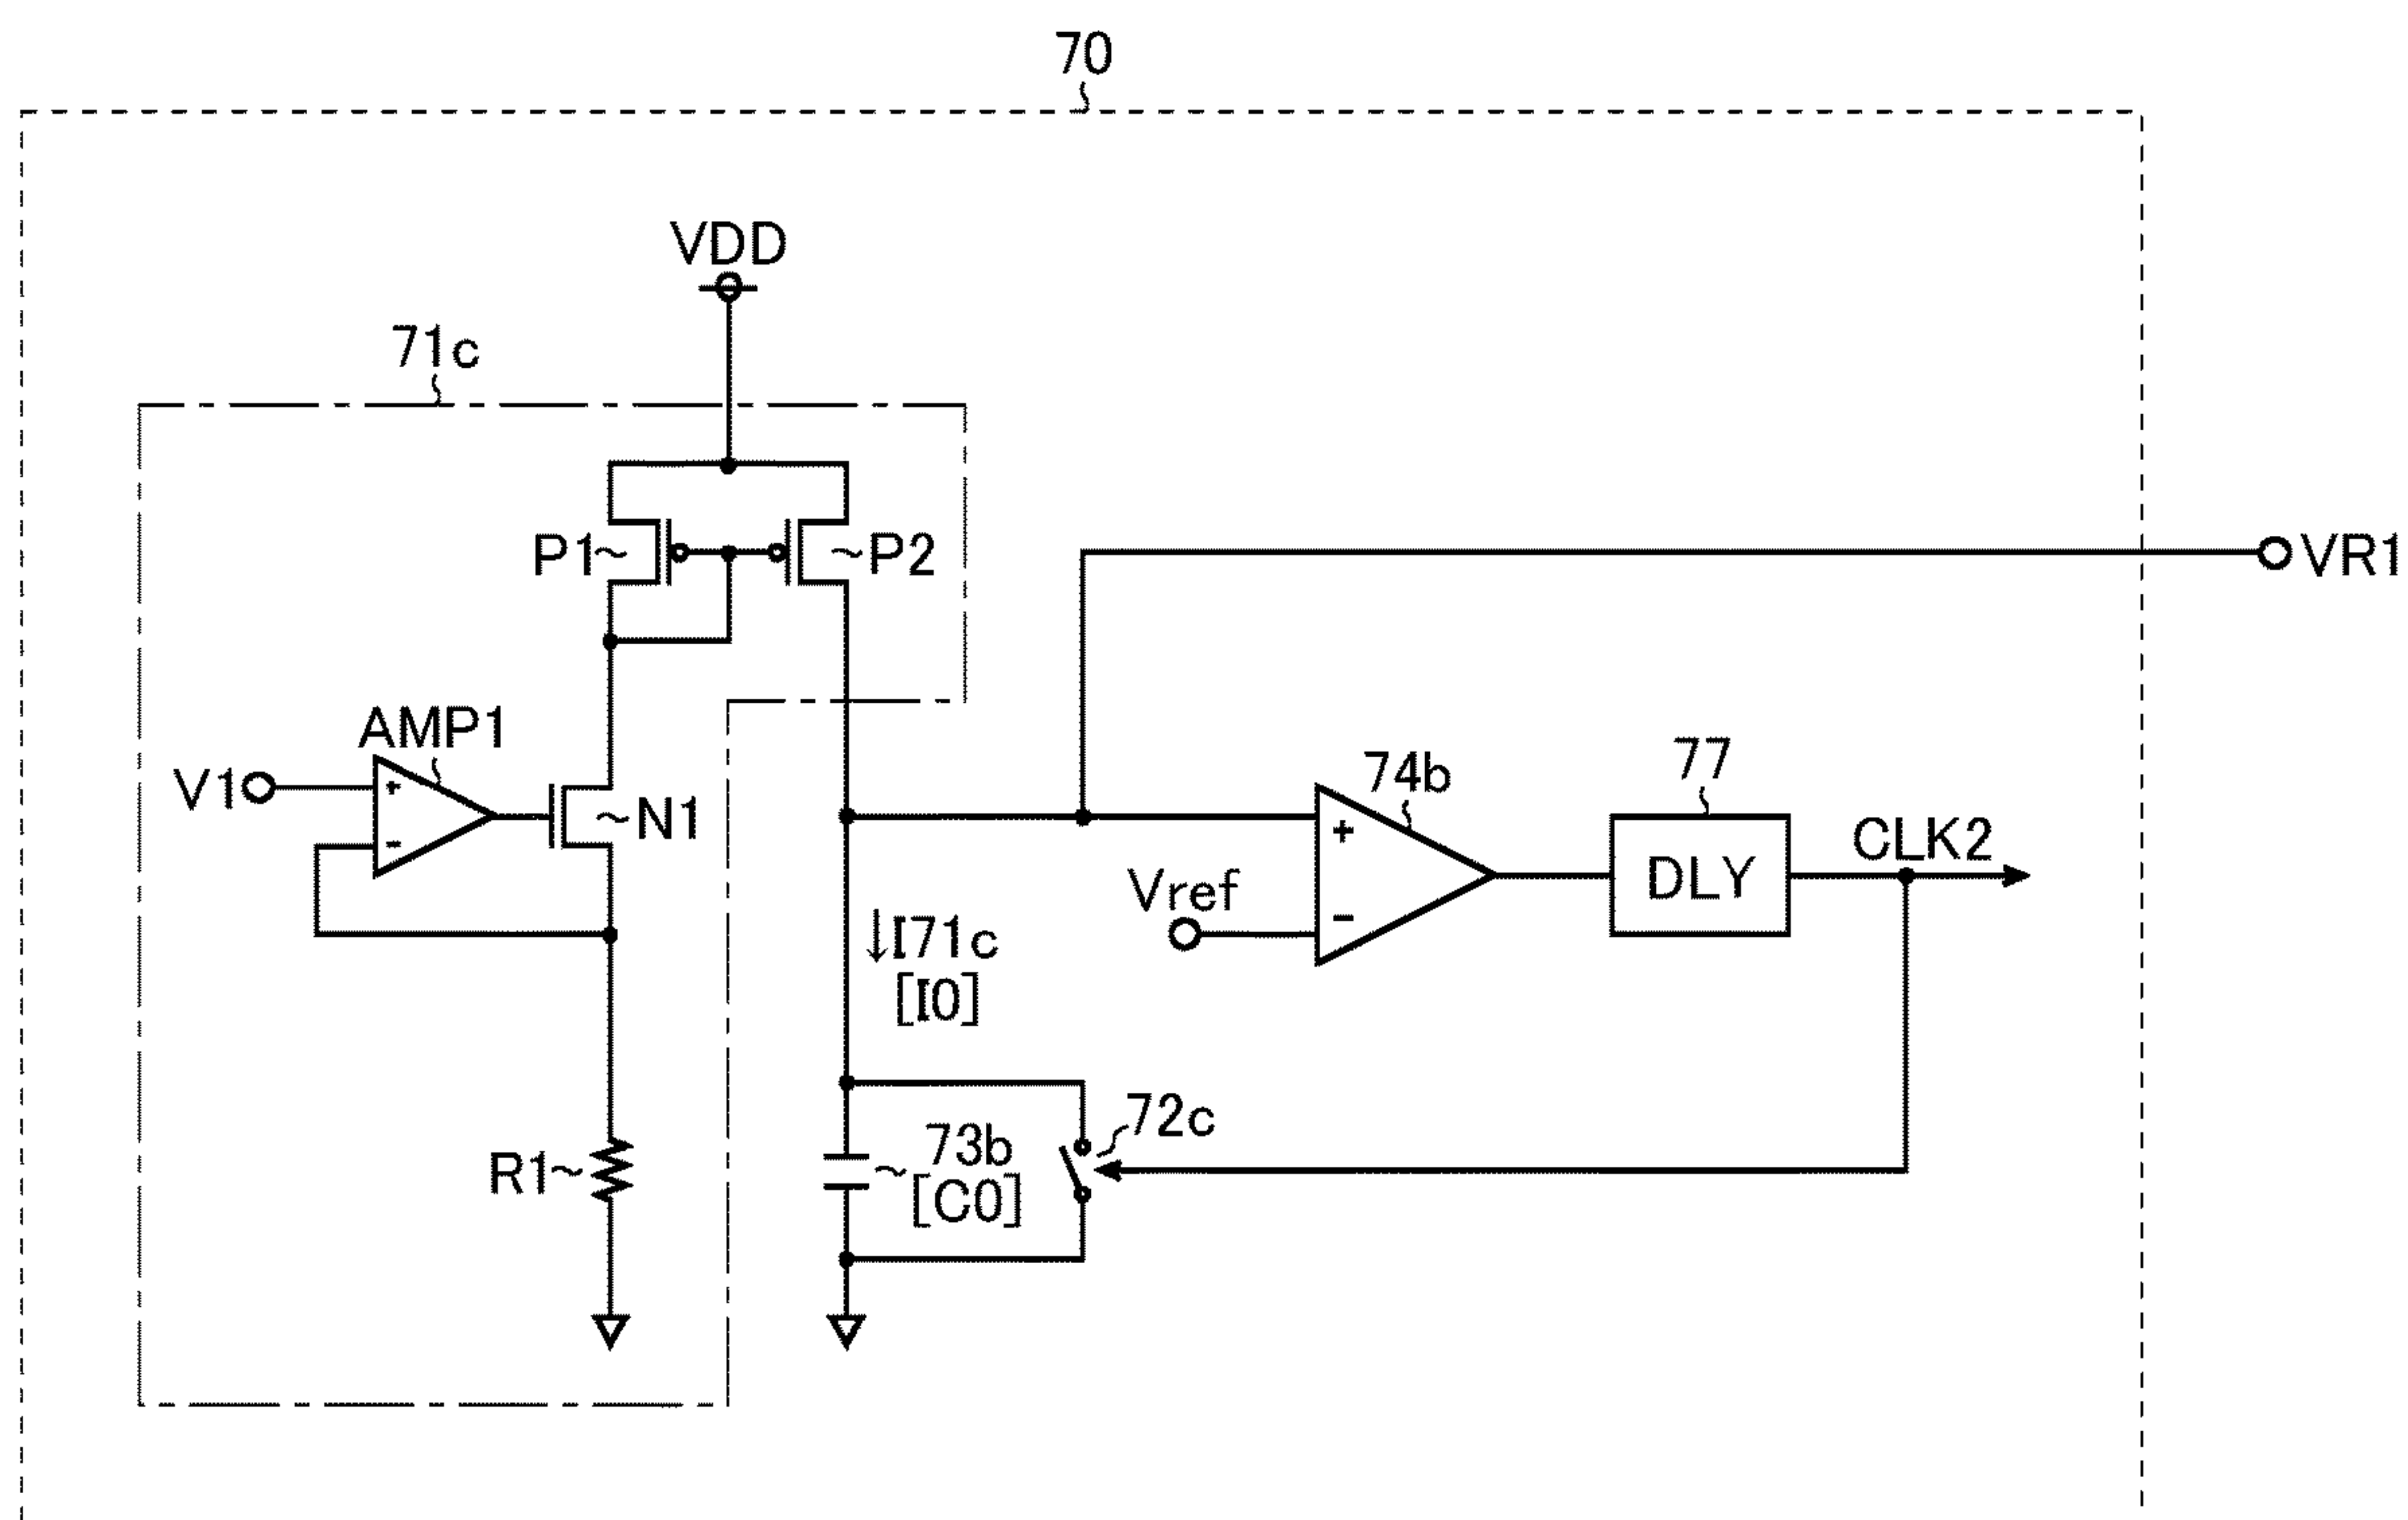 70
VDD
71c
P1
P2
VR1
AMP1
V1
+
-
N1
74b
77
+
-
DLY
CLK2
Vref
↓I71c
[I0]
72c
R1
73b
[C0]